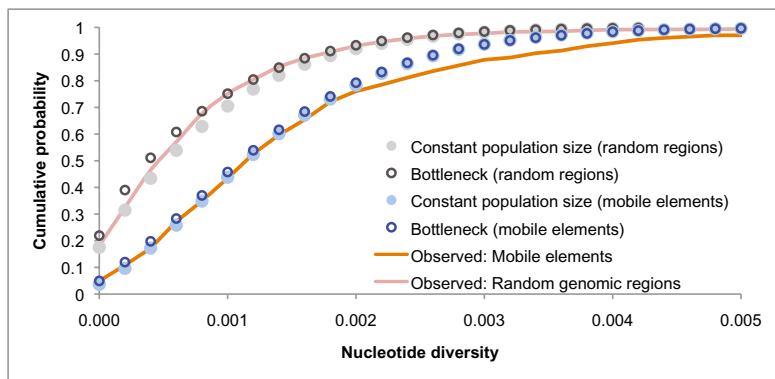 Cumulative probability
1
0.9
0.8
0.7
0.6
0.5
0.4
0.3
0.2
0.1
0
Constant population size (random regions)
Bottleneck (random regions)
Constant population size (mobile elements)
Bottleneck (mobile elements)
Observed: Mobile elements
Observed: Random genomic regions
0.000 0.001 0.002 0.003 0.004 0.005
Nucleotide diversity